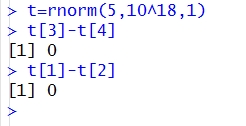 > t=rnorm(5,10^18,1)
> t[3]-t[4]
[1] 0
> t[1]-t[2]
[1] 0
>